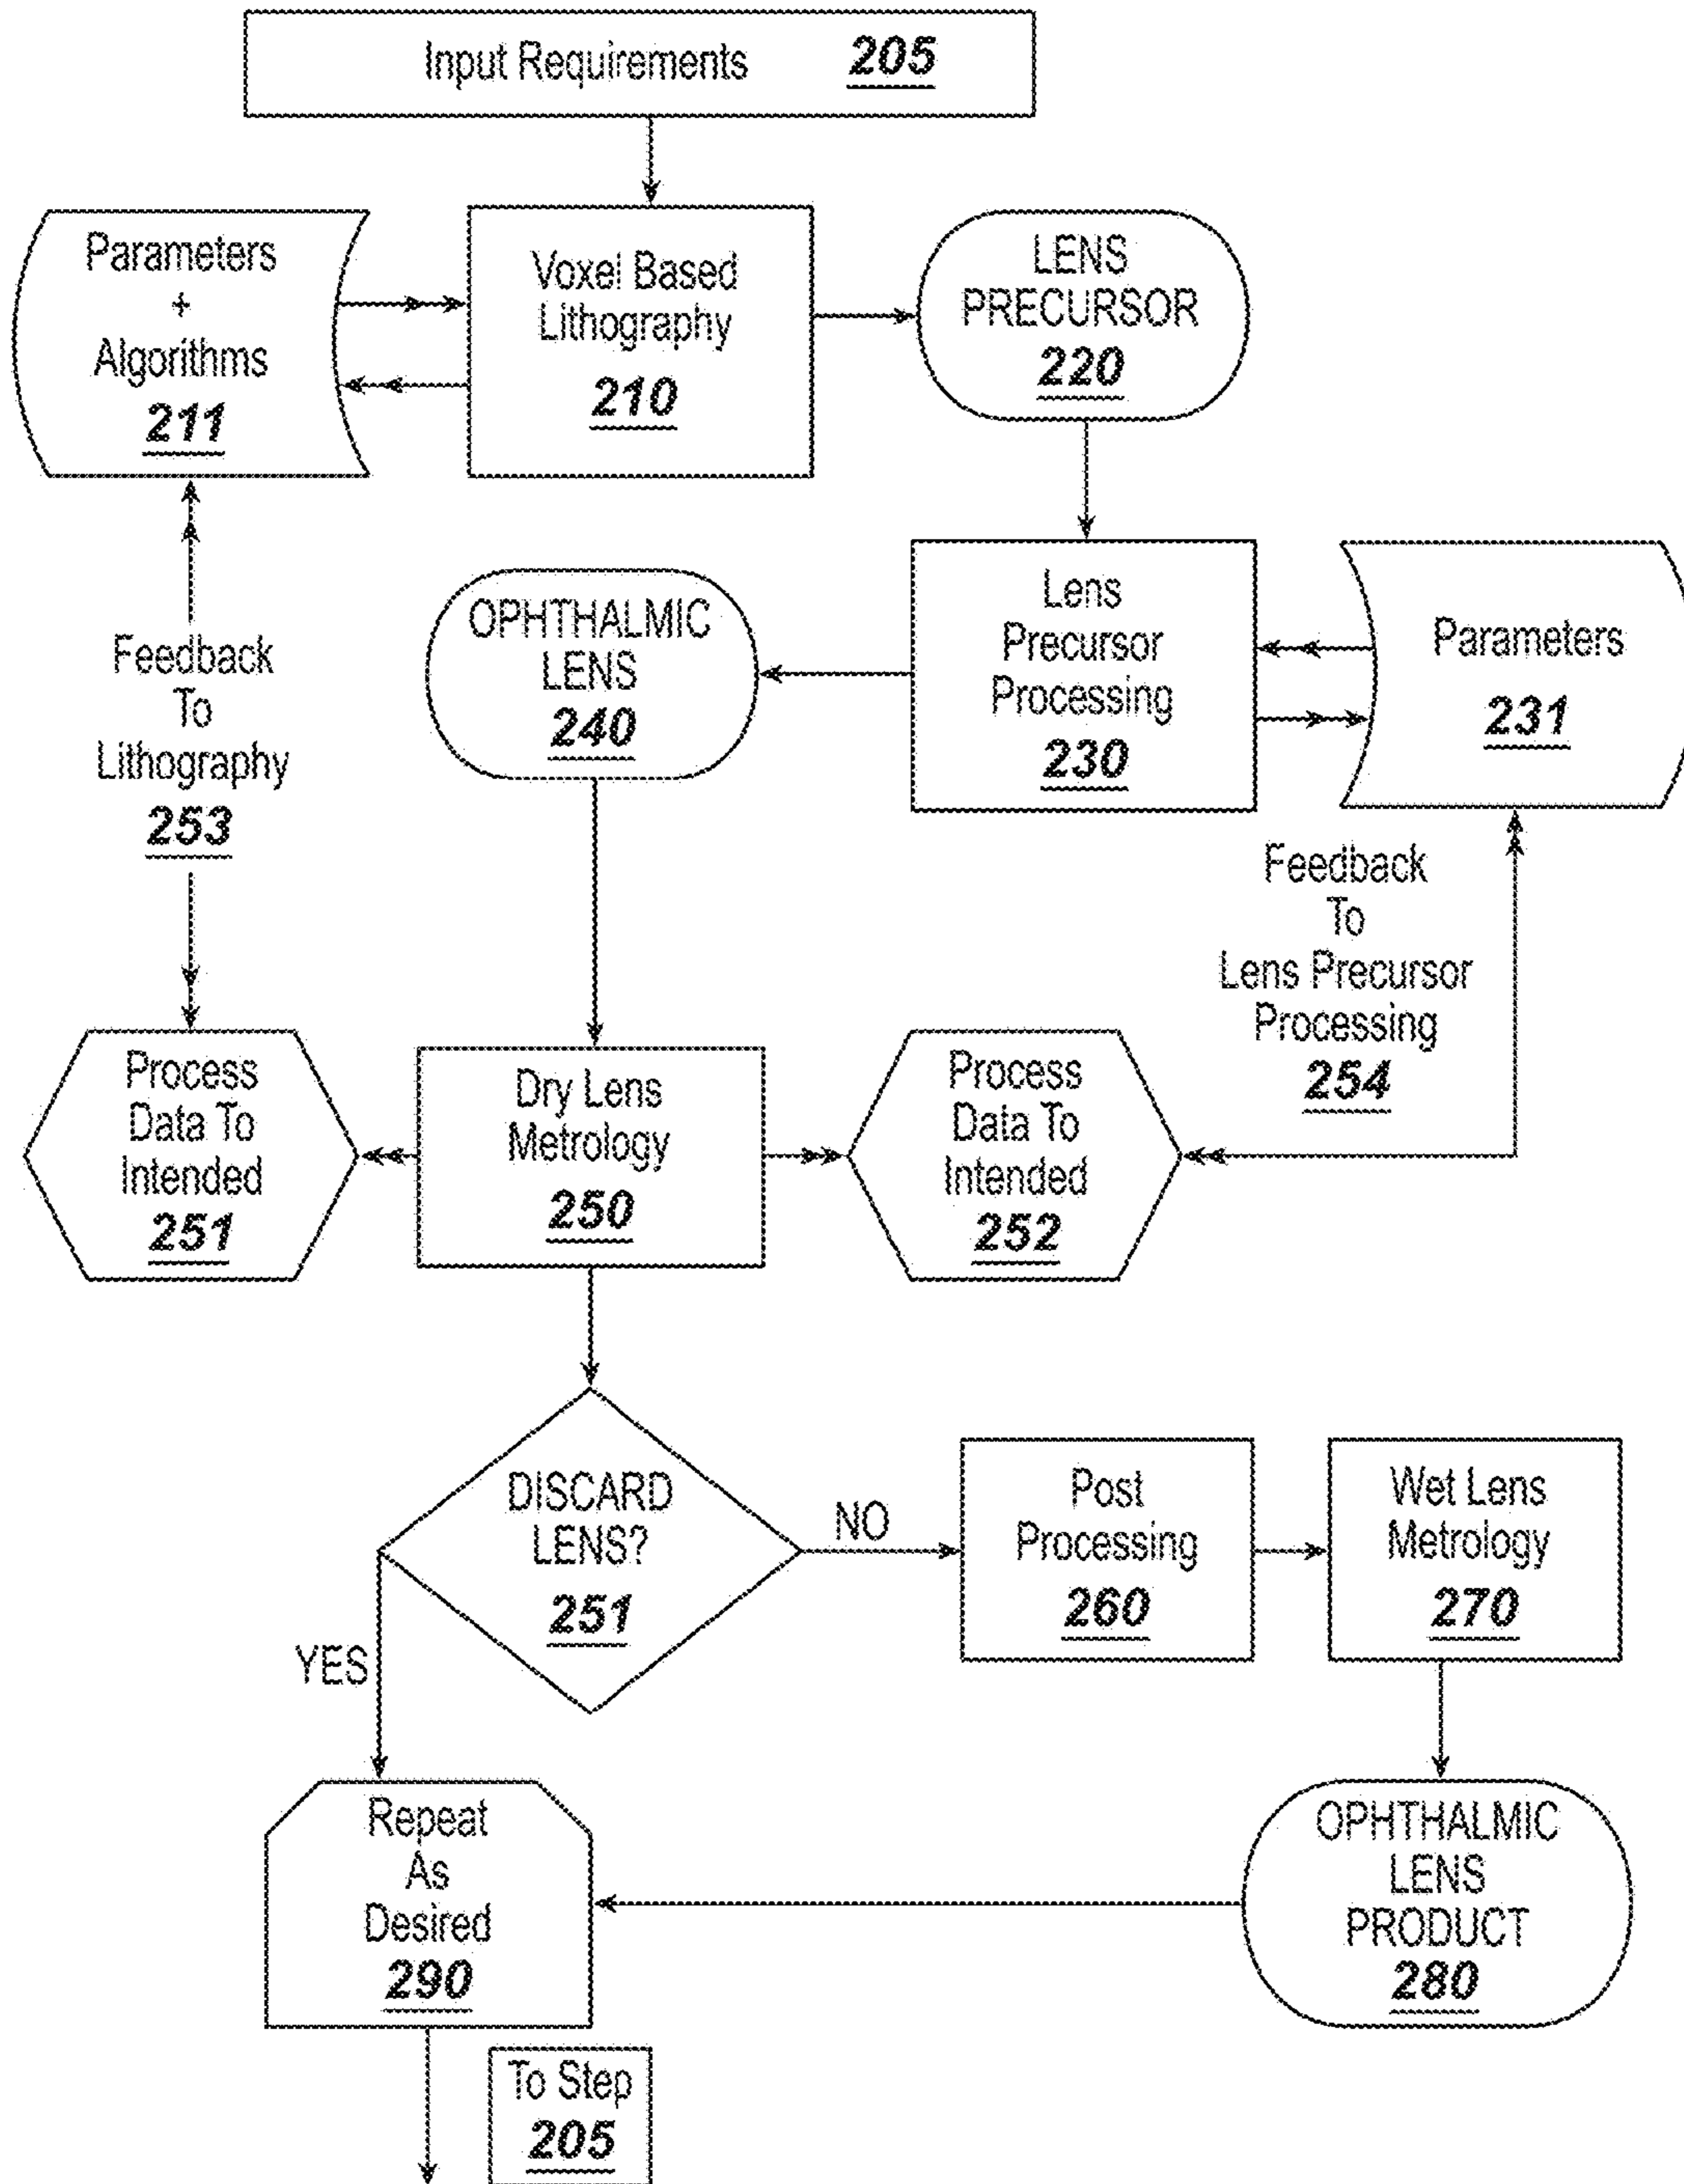 Input Requirements 205
Parameters
+
Algorithms
211
Voxel Based
Lithography
210
LENS
PRECURSOR
220
Feedback
To
Lithography
253
OPHTHALMIC
LENS
240
Lens
Precursor
Processing
230
Parameters
231
Feedback
To
Lens Precursor
Processing
254
Process
Data To
Intended
251
Dry Lens
Metrology
250
Process
Data To
Intended
252
DISCARD
LENS?
251
NO
YES
Post
Processing
260
Wet Lens
Metrology
270
Repeat
As
Desired
290
OPHTHALMIC
LENS
PRODUCT
280
To Step
205